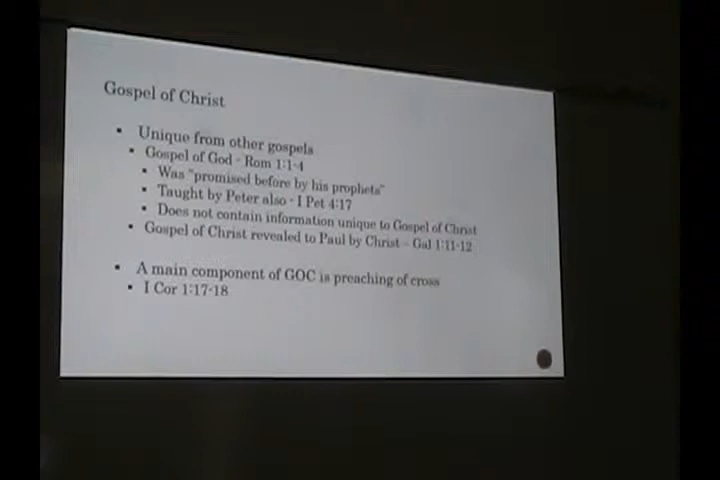 Gospel of Christ
Unique from other gospels
Gospel of God - Rom 1:1-4
Was "promised before by his prophets"
Taught by Peter also - I Pet 4:17
Does not contain information unique to Gospel of Christ
Gospel of Christ revealed to Paul by Christ – Gal 1:11-12
A main component of GOC is preaching of cross
I Cor 1:17-18